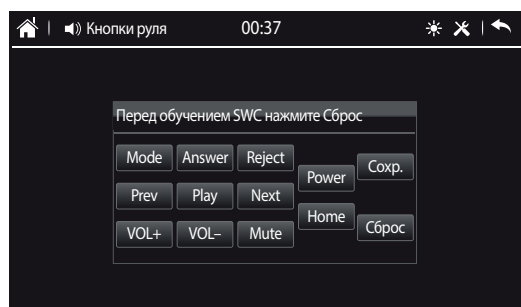 Кнопки руля 00:37
Перед обучением SWC нажмите Сброс
Mode Answer Reject
Power Сохр.
Prev Play Next
Home Сброс
VOL+ VOL– Mute